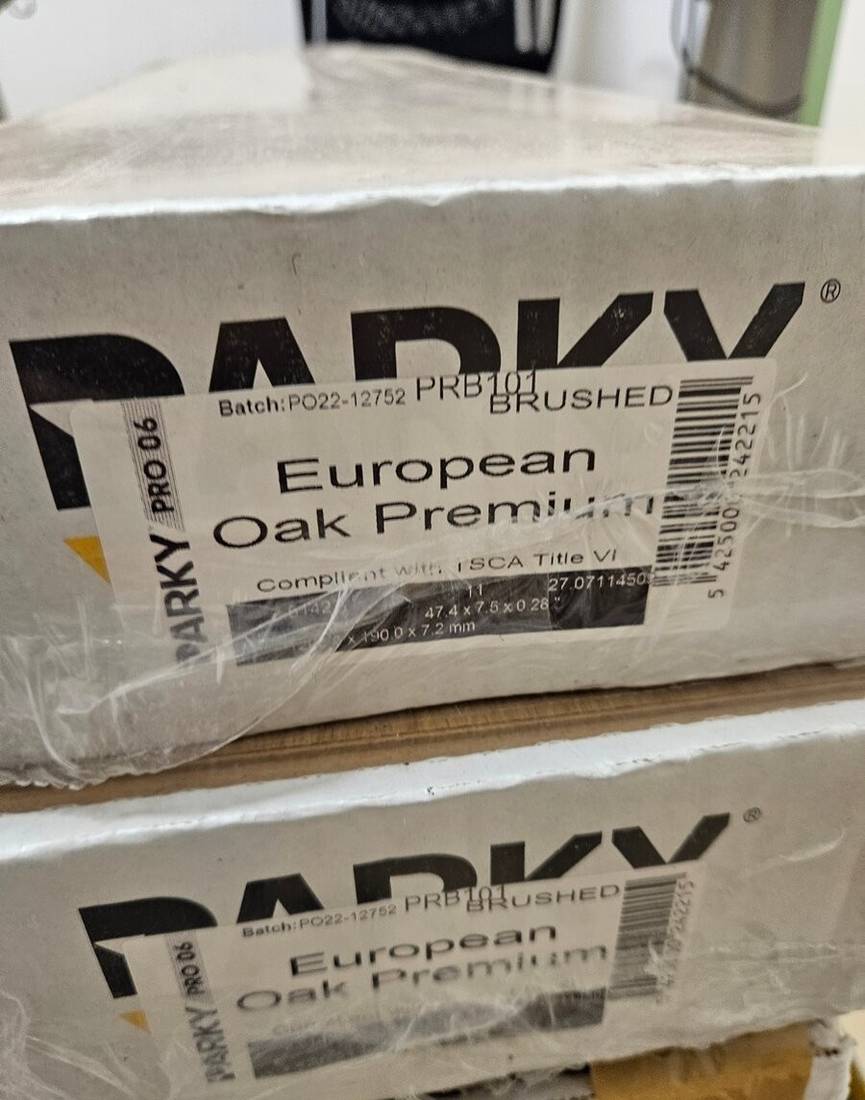 PARKY®
Batch:PO22-12752 PRB101
BRUSHED
PARKY PRO 06
European
Oak Premium
Compliant with TSCA Title VI
11
27.0711450
47.4 x 7.5 x 0.28"
x 190.0 x 7.2 mm
PARKY®
Batch:PO22-12752 PRB101
BRUSHED
PARKY PRO 06
European
Oak Premium